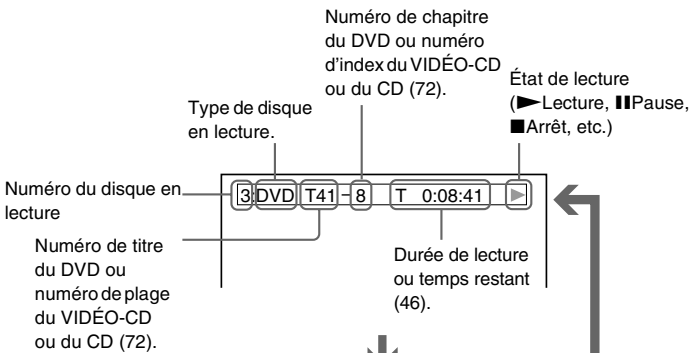 Numéro de chapitre
du DVD ou numéro
d'index du VIDÉO-CD
ou du CD (72).
État de lecture
(►Lecture, ⅡPause,
■Arrêt, etc.)
Type de disque
en lecture.
Numéro du disque en
lecture
3:DVD T41 – 8 T 0:08:41 ►
Numéro de titre
du DVD ou
numéro de plage
du VIDÉO-CD
ou du CD (72).
Durée de lecture
ou temps restant
(46).